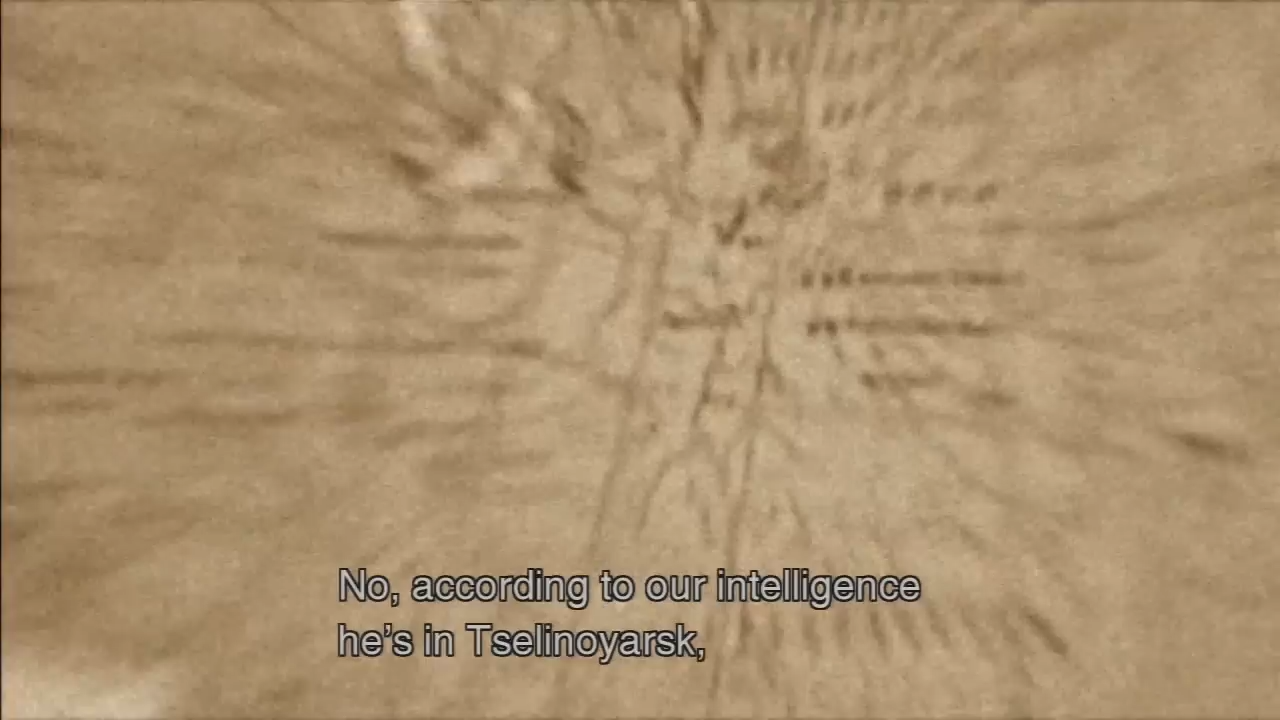 No, according to our intelligence
he's in Tselinoyarsk,